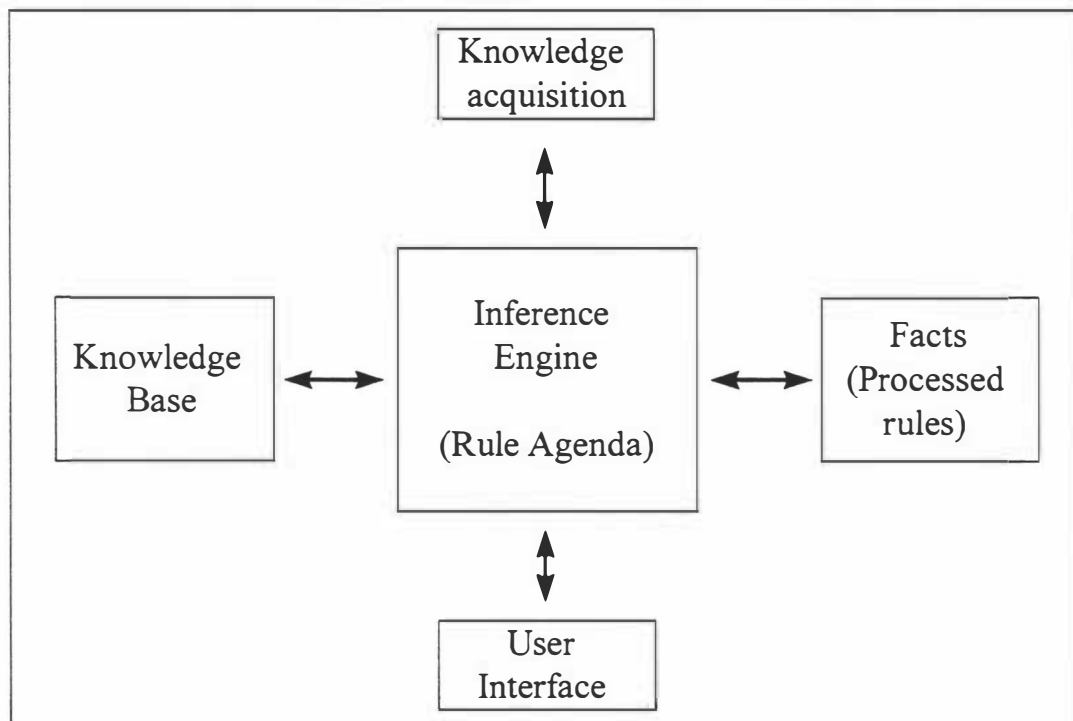 Knowledge
acquisition
Knowledge
Base
Inference
Engine
(Rule Agenda)
Facts
(Processed
rules)
User
Interface